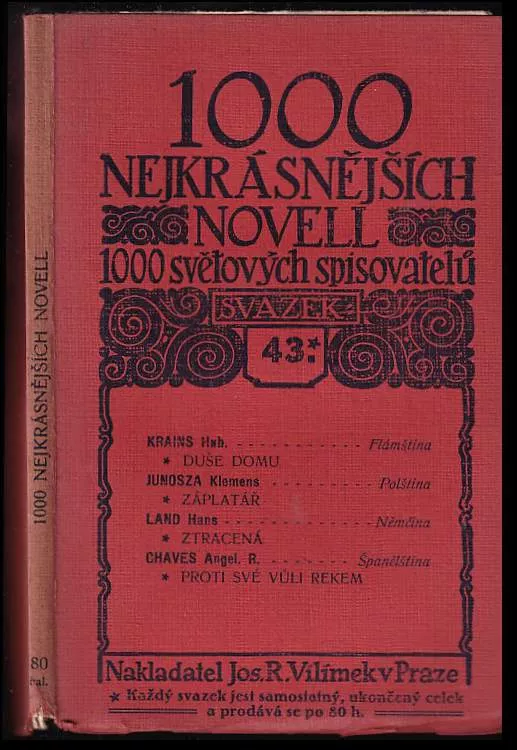 1000
NEJKRÁSNĚJŠÍCH
NOVELL
1000 světových spisovatelů
SVAZEK:
43.*
KRAINS Hub. - - - - - - - - - - - Flámština
* DUŠE DOMU
JUNOSZA Klemens - - - - - - - - Polština
* ZÁPLATÁŘ
LAND Hans - - - - - - - - - - - - Němčina
* ZTRACENÁ
CHAVES Angel. R. - - - - - - - Španělština
* PROTI SVÉ VŮLI REKEM
Nakladatel Jos. R. Vilímek v Praze
* Každý svazek jest samostatný, ukončený celek
a prodává se po 80 h.
1000 NEJKRÁSNĚJŠÍCH NOVELL
80
hal.